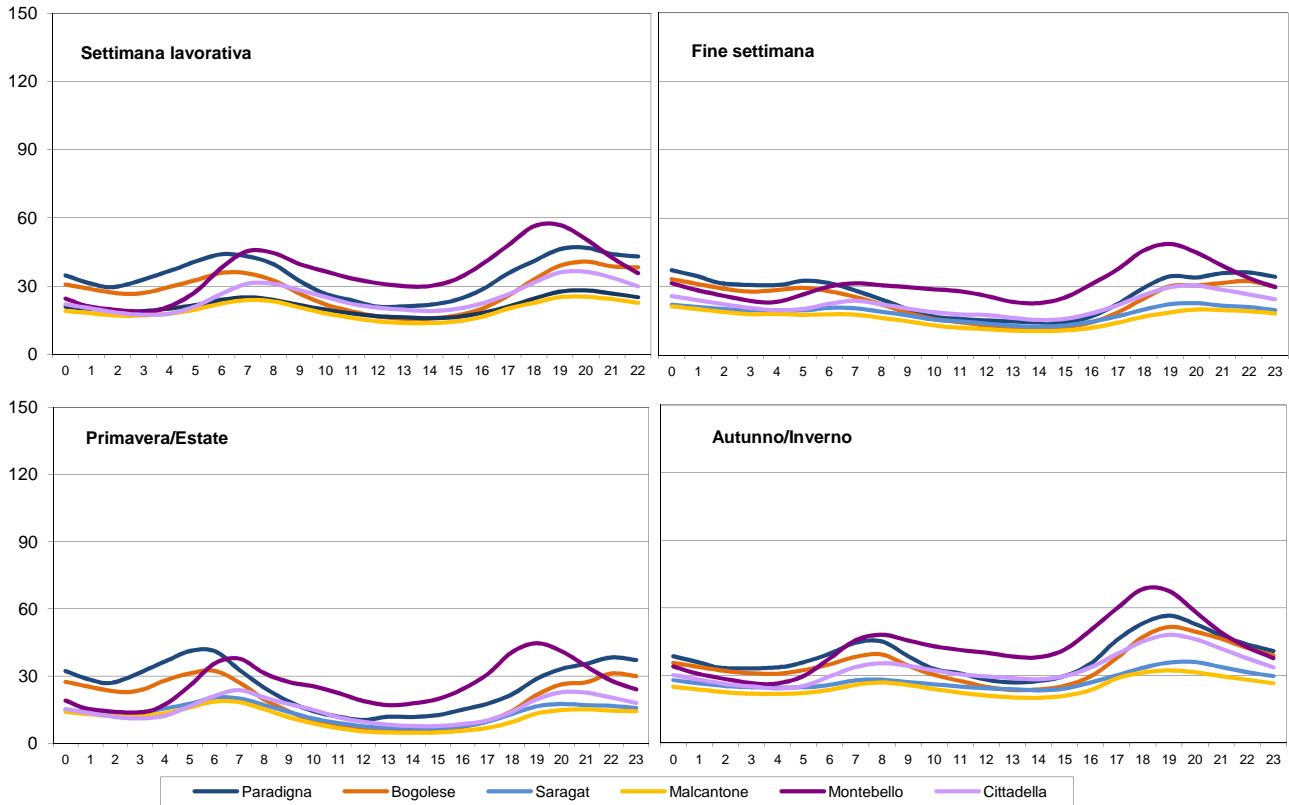 150
120
90
60
30
0
Settimana lavorativa
0 1 2 3 4 5 6 7 8 9 10 11 12 13 14 15 16 17 18 19 20 21 22
Fine settimana
0 1 2 3 4 5 6 7 8 9 10 11 12 13 14 15 16 17 18 19 20 21 22 23
150
120
90
60
30
0
Primavera/Estate
0 1 2 3 4 5 6 7 8 9 10 11 12 13 14 15 16 17 18 19 20 21 22 23
Autunno/Inverno
0 1 2 3 4 5 6 7 8 9 10 11 12 13 14 15 16 17 18 19 20 21 22 23
Paradigna Bogolese Saragat Malcantone Montebello Cittadella